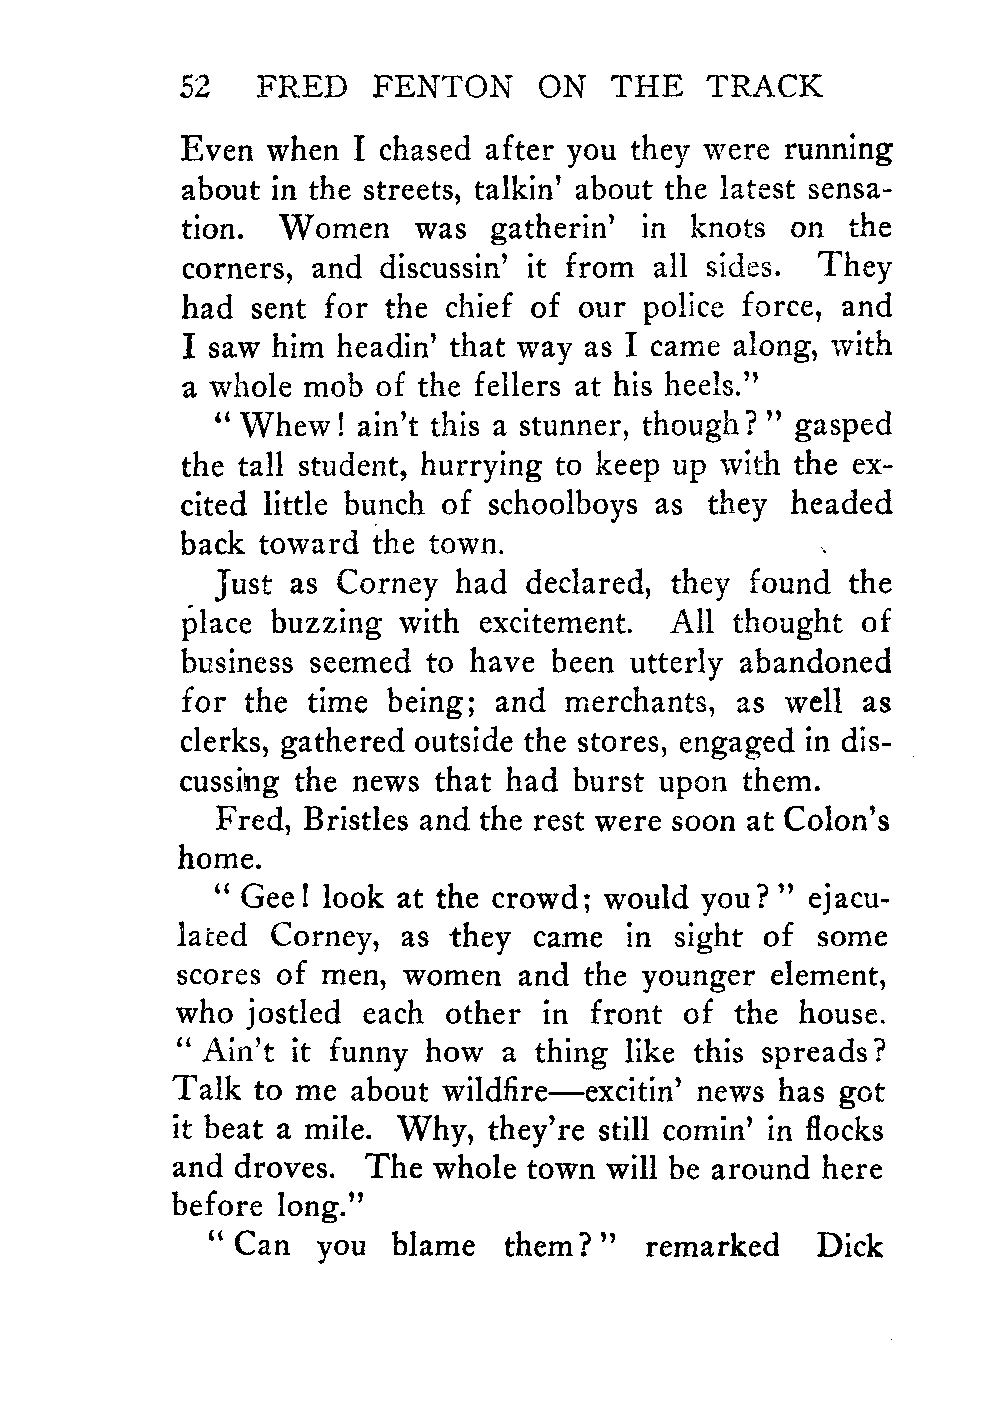 52 FRED FENTON ON THE TRACK
Even when I chased after you they were running
about in the streets, talkin' about the latest sensa-
tion. Women was gatherin' in knots on the
corners, and discussin' it from all sides. They
had sent for the chief of our police force, and
I saw him headin' that way as I came along, with
a whole mob of the fellers at his heels."
"Whew! ain't this a stunner, though?" gasped
the tall student, hurrying to keep up with the ex-
cited little bunch of schoolboys as they headed
back toward the town.
Just as Corney had declared, they found the
place buzzing with excitement. All thought of
business seemed to have been utterly abandoned
for the time being; and merchants, as well as
clerks, gathered outside the stores, engaged in dis-
cussing the news that had burst upon them.
Fred, Bristles and the rest were soon at Colon's
home.
"Gee! look at the crowd; would you?" ejacu-
lated Corney, as they came in sight of some
scores of men, women and the younger element,
who jostled each other in front of the house.
"Ain't it funny how a thing like this spreads?
Talk to me about wildfire—excitin' news has got
it beat a mile. Why, they're still comin' in flocks
and droves. The whole town will be around here
before long."
"Can you blame them?" remarked Dick